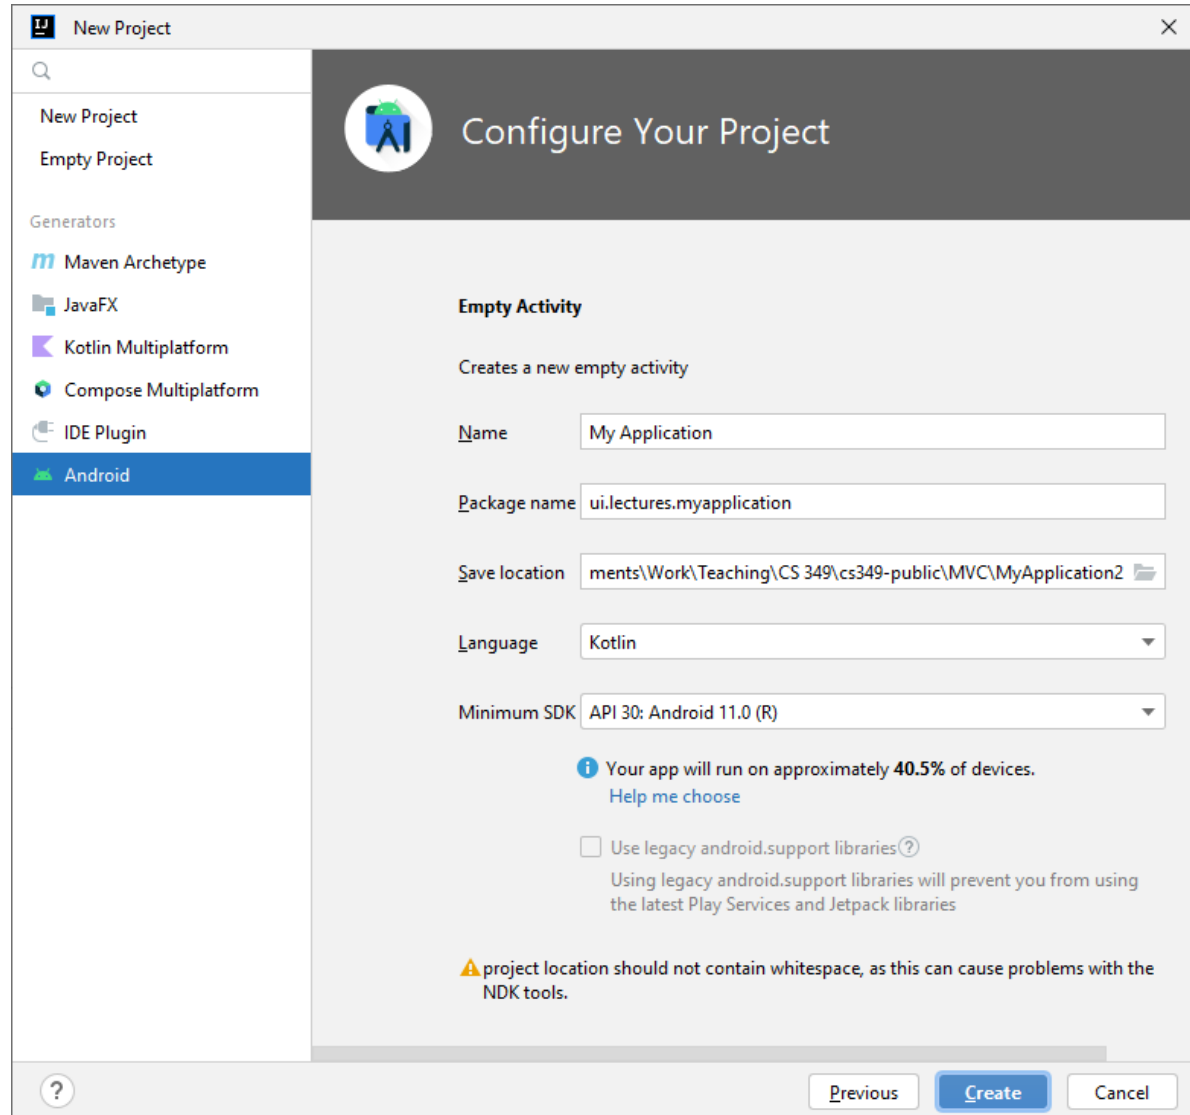 New Project
New Project
Empty Project
Generators
Maven Archetype
JavaFX
Kotlin Multiplatform
Compose Multiplatform
IDE Plugin
Android
Configure Your Project
Empty Activity
Creates a new empty activity
Name My Application
Package name ui.lectures.myapplication
Save location ments\Work\Teaching\CS 349\cs349-public\MVC\MyApplication2
Language Kotlin
Minimum SDK API 30: Android 11.0 (R)
Your app will run on approximately 40.5% of devices.
Help me choose
Use legacy android.support libraries ?
Using legacy android.support libraries will prevent you from using
the latest Play Services and Jetpack libraries
project location should not contain whitespace, as this can cause problems with the
NDK tools.
? Previous Create Cancel